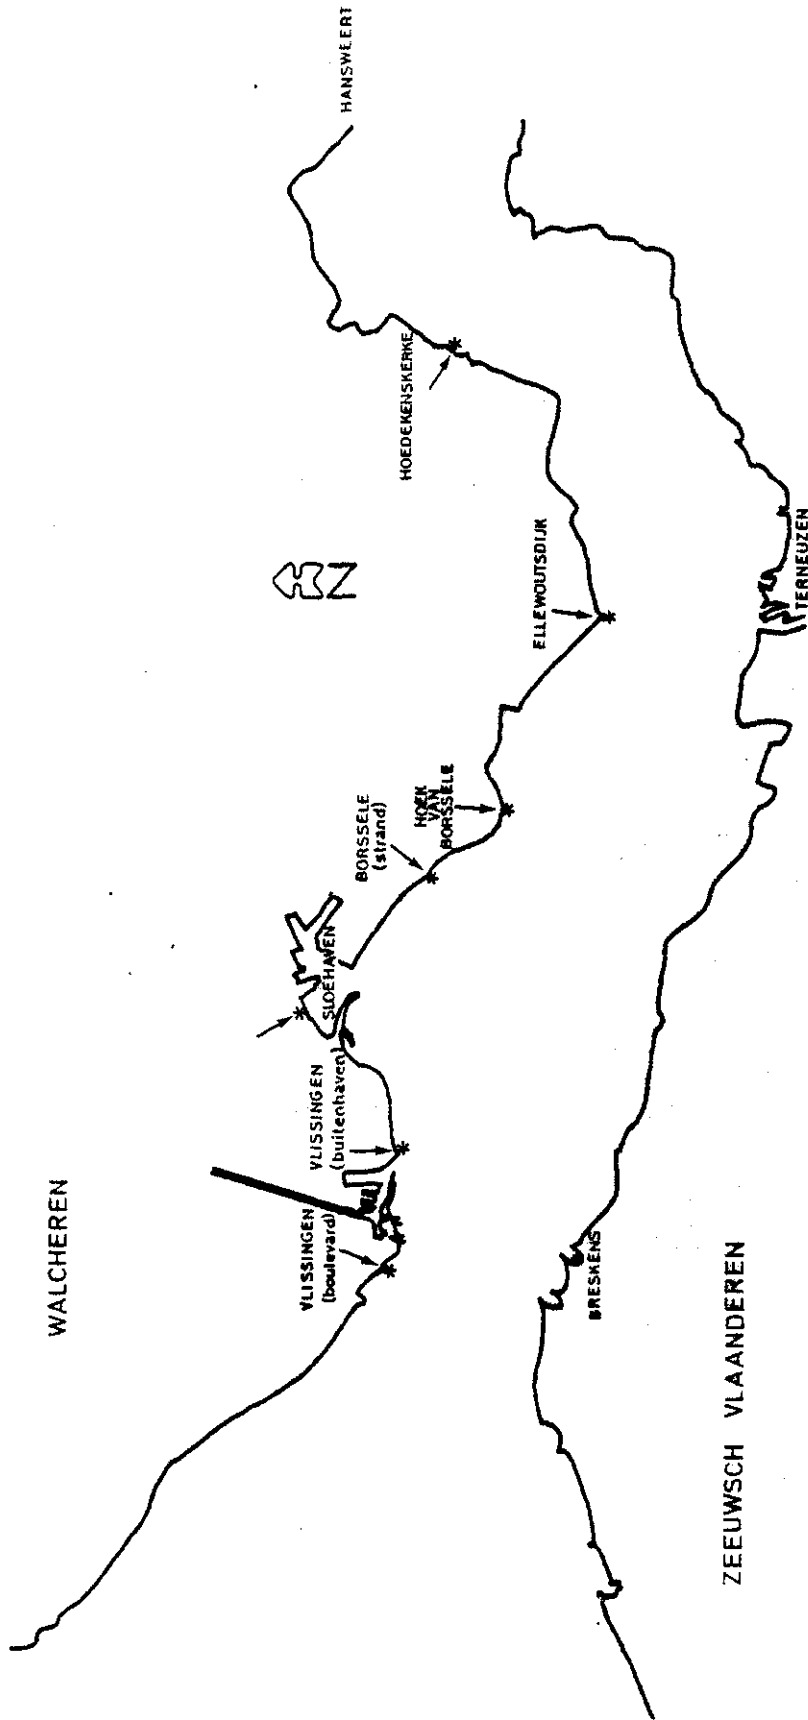 WALCHEREN
VLISSINGEN
(boulevard)
VLISSINGEN
(buitenhaven)
SLOEHAVEN
BORSSELE
(strand)
HOEK
VAN
BORSSELE
ELLEWOUTSDIJK
HOEDEKENSKERKE
HANSWEERT
N
BRESKENS
TERNEUZEN
ZEEUWSCH VLAANDEREN